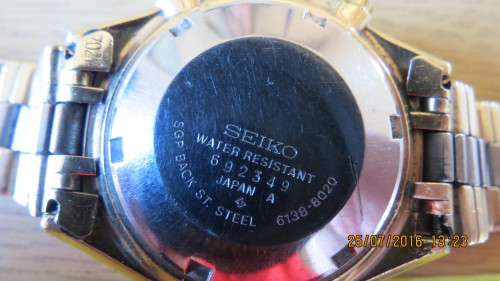 SEIKO
WATER RESISTANT
692349
JAPAN A
SGP BACK ST. STEEL 6138-8020
25/07/2016 13:23